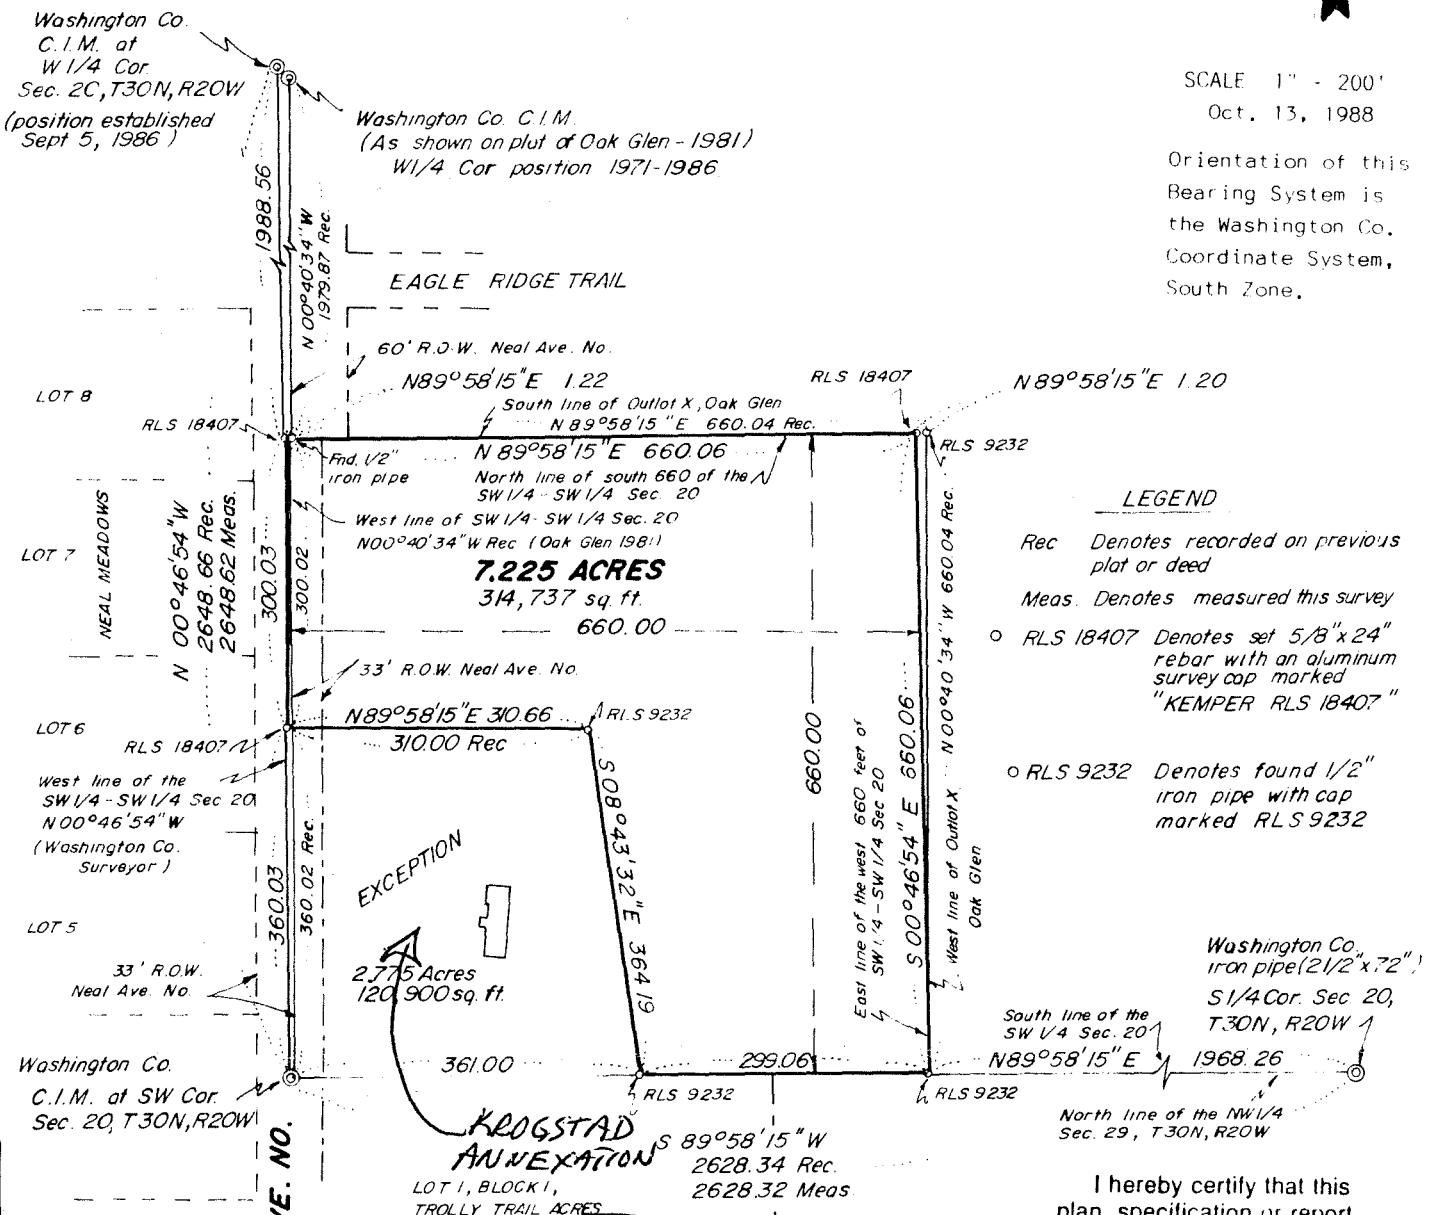 Washington Co.
C.I.M. at
W 1/4 Cor.
Sec. 2C, T30N, R20W
(position established
Sept 5, 1986 )
Washington Co. C.I.M.
(As shown on plut of Oak Glen - 1981)
W1/4 Cor position 1971-1986
SCALE 1" - 200'
Oct. 13, 1988
Orientation of this
Bearing System is
the Washington Co.
Coordinate System,
South Zone.
1988.56
N 00°40'34" W
1979.87 Rec.
EAGLE RIDGE TRAIL
60' R.O.W. Neal Ave. No.
N89°58'15"E 1.22
South line of Outlot X, Oak Glen
N 89°58'15"E 660.04 Rec.
RLS 18407
N 89°58'15"E 1.20
LOT 8
RLS 18407
Fnd. 1/2"
iron pipe
N 89°58'15"E 660.06
RLS 9232
North line of south 660 of the
SW 1/4 - SW 1/4 Sec. 20
West line of SW 1/4 - SW 1/4 Sec. 20
N00°40'34"W Rec (Oak Glen 1981)
7.225 ACRES
314,737 sq. ft.
660.00
LOT 7
NEAL MEADOWS
N 00°46'54"W
2648.66 Rec.
2648.62 Meas.
300.03
300.02
LEGEND
Rec Denotes recorded on previous
plat or deed
Meas. Denotes measured this survey
RLS 18407 Denotes set 5/8"x24"
rebar with an aluminum
survey cap marked
"KEMPER RLS 18407"
RLS 9232 Denotes found 1/2"
iron pipe with cap
marked RLS 9232
33' R.O.W. Neal Ave. No.
N89°58'15"E 310.66
310.00 Rec
RLS 9232
LOT 6
RLS 18407
West line of the
SW 1/4 - SW 1/4 Sec 20
N00°46'54"W
(Washington Co.
Surveyor)
S 08°43'32"E 364.19
660.00
East line of the west 660 feet of
SW 1/4 - SW 1/4 Sec 20
S 00°46'54" E 660.06
West line of Outlot X N00°40'34" W 660.04 Rec.
Oak Glen
EXCEPTION
360.03
360.02 Rec.
2.775 Acres
120,900 sq. ft.
LOT 5
33' R.O.W.
Neal Ave. No.
Washington Co.
C.I.M. at SW Cor.
Sec. 20, T30N, R20W
361.00
299.06
RLS 9232
RLS 9232
South line of the
SW 1/4 Sec. 20
N89°58'15"E 1968.26
Washington Co.
iron pipe (2 1/2"x72")
S 1/4 Cor. Sec. 20,
T30N, R20W
North line of the NW 1/4
Sec. 29, T30N, R20W
KROGSTAD
ANNEXATION
S 89°58'15"W
2628.34 Rec.
2628.32 Meas.
LOT 1, BLOCK 1,
TROLLY TRAIL ACRES
VE. NO.
I hereby certify that this
plan, specification or report